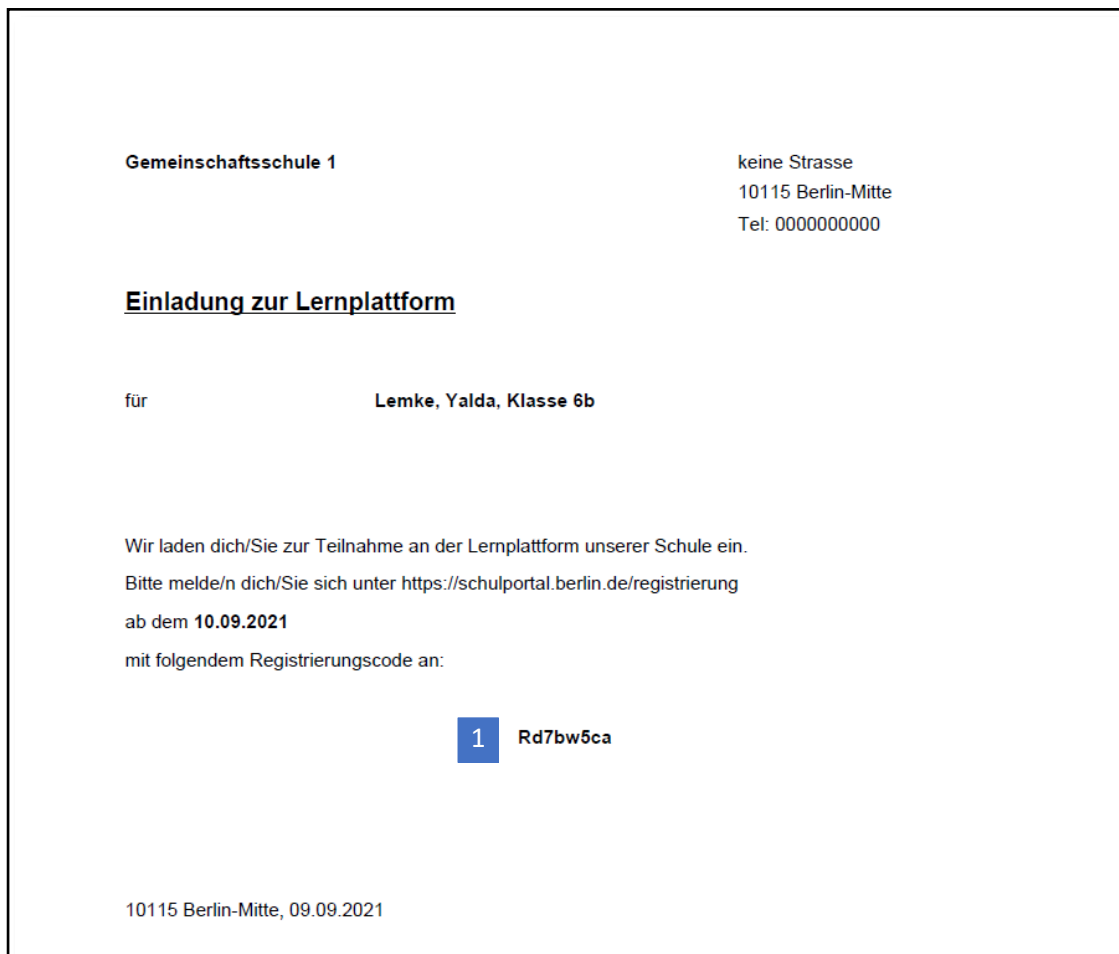 Gemeinschaftsschule 1
keine Strasse
10115 Berlin-Mitte
Tel: 0000000000
Einladung zur Lernplattform
für Lemke, Yalda, Klasse 6b
Wir laden dich/Sie zur Teilnahme an der Lernplattform unserer Schule ein.
Bitte melde/n dich/Sie sich unter https://schulportal.berlin.de/registrierung
ab dem 10.09.2021
mit folgendem Registrierungscode an:
1 Rd7bw5ca
10115 Berlin-Mitte, 09.09.2021